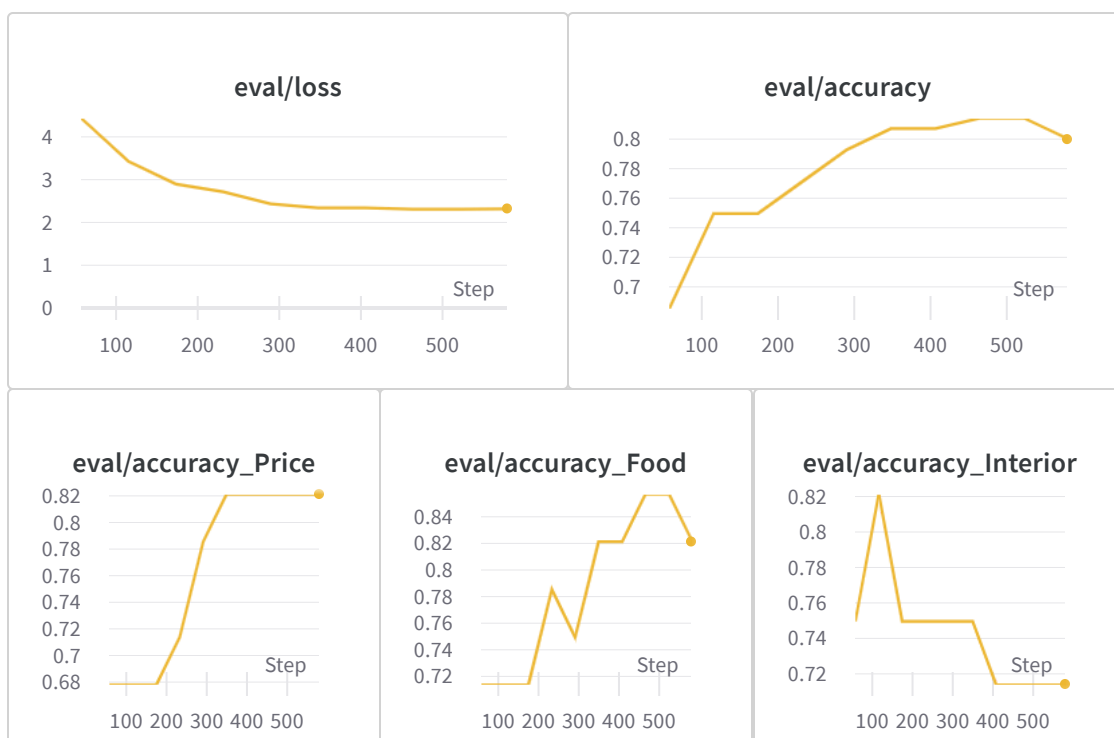 eval/loss
4
3
2
1
0
Step
100 200 300 400 500
eval/accuracy
0.8
0.78
0.76
0.74
0.72
0.7
Step
100 200 300 400 500
eval/accuracy_Price
0.82
0.8
0.78
0.76
0.74
0.72
0.7
0.68
Step
100 200 300 400 500
eval/accuracy_Food
0.84
0.82
0.8
0.78
0.76
0.74
0.72
Step
100 200 300 400 500
eval/accuracy_Interior
0.82
0.8
0.78
0.76
0.74
0.72
Step
100 200 300 400 500